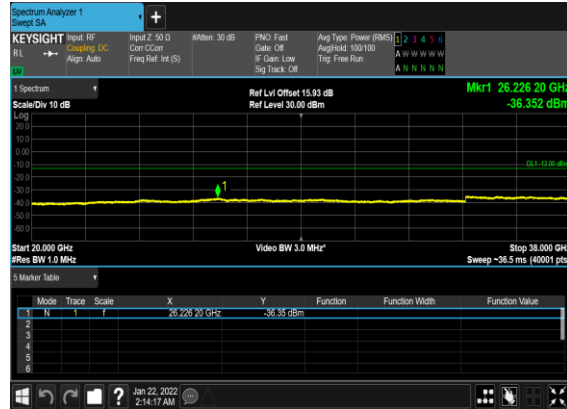 Spectrum Analyzer 1
Swept SA
+
KEYSIGHT Input: RF Input Z: 50 Ω #Atten: 30 dB PNO: Fast Avg Type: Power (RMS) 1 2 3 4 5 6
RL Coupling: DC Corr CCorr Gate: Off Avg|Hold: 100/100 A W W W W W
Align: Auto Freq Ref: Int (S) IF Gain: Low Trig: Free Run
Sig Track: Off A N N N N N
1 Spectrum
Ref Lvl Offset 15.93 dB Mkr1 26.226 20 GHz
Scale/Div 10 dB Ref Level 30.00 dBm -36.352 dBm
Log
20.0
10.0
0.00
-10.0 DL1 -13.00 dBm
-20.0
-30.0 1
-40.0
-50.0
-60.0
Start 20.000 GHz Video BW 3.0 MHz* Stop 38.000 GHz
#Res BW 1.0 MHz Sweep ~36.5 ms (40001 pts)
5 Marker Table
Mode Trace Scale X Y Function Function Width Function Value
1 N 1 f 26.226 20 GHz -36.35 dBm
2
3
4
5
6
? Jan 22, 2022
2:14:17 AM